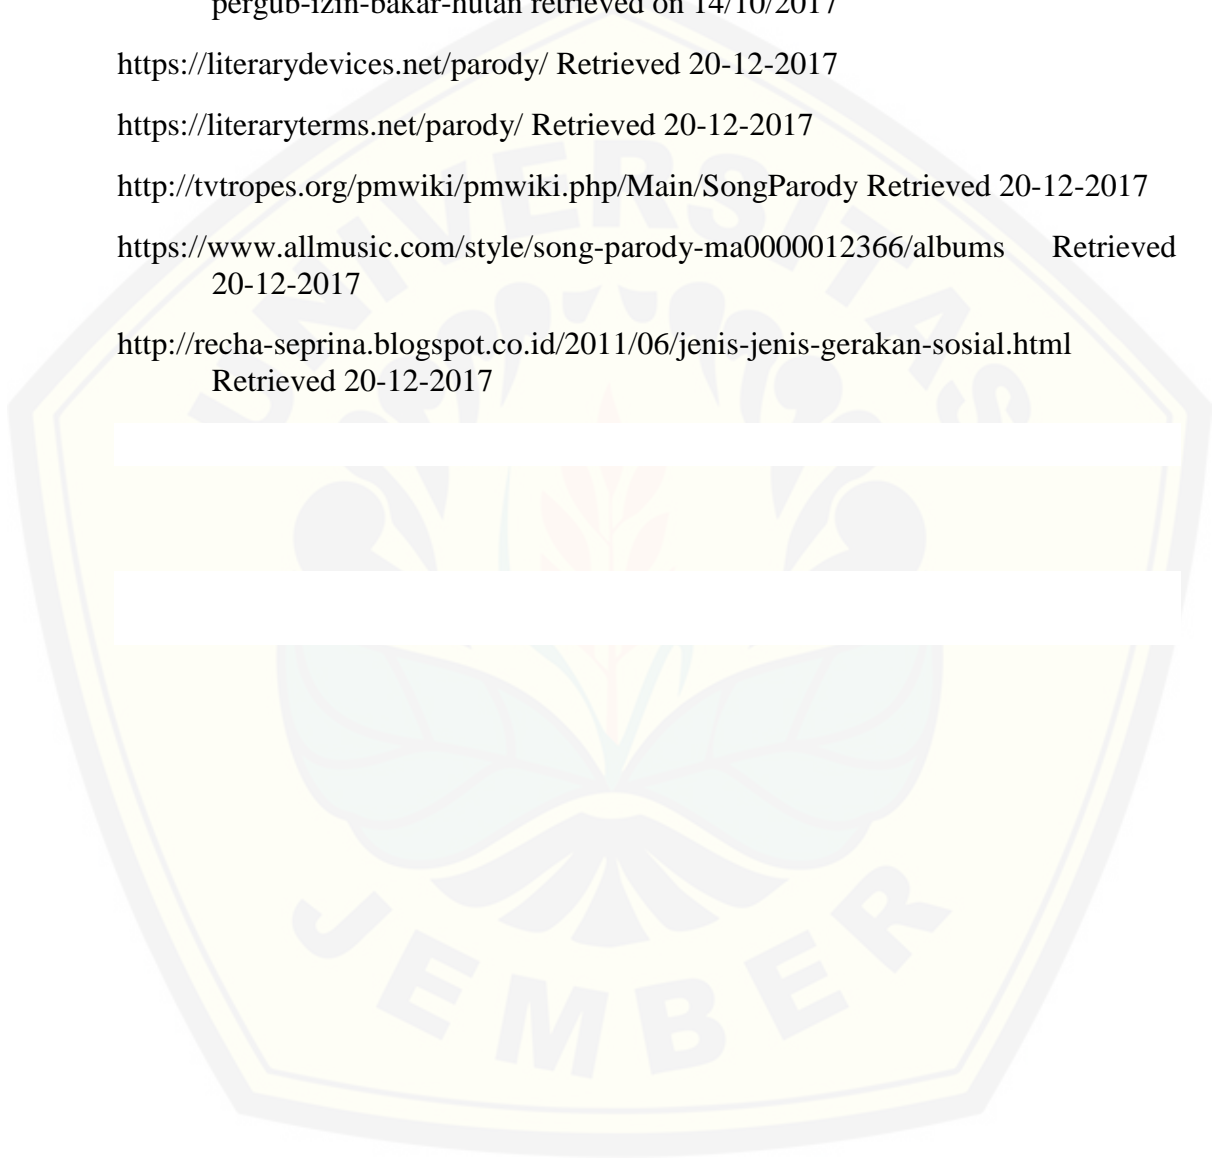 pergub-izin-bakar-hutan retrieved on 14/10/2017
https://literarydevices.net/parody/ Retrieved 20-12-2017
https://literaryterms.net/parody/ Retrieved 20-12-2017
http://tvtropes.org/pmwiki/pmwiki.php/Main/SongParody Retrieved 20-12-2017
https://www.allmusic.com/style/song-parody-ma0000012366/albums Retrieved
20-12-2017
http://recha-seprina.blogspot.co.id/2011/06/jenis-jenis-gerakan-sosial.html
Retrieved 20-12-2017
UNIVERSITAS
JEMBER